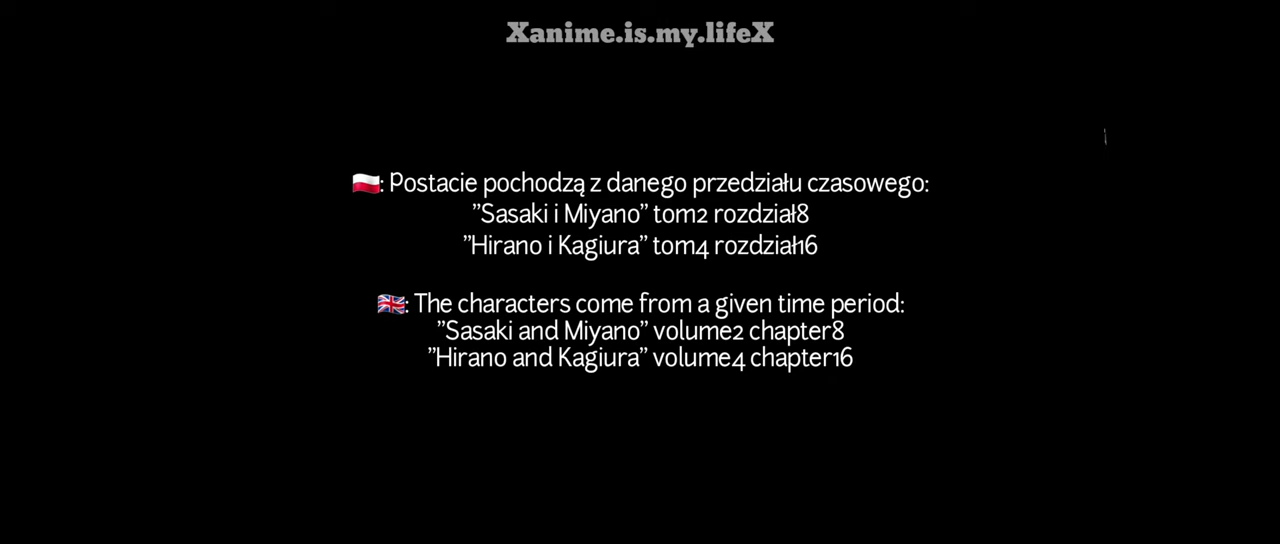 Xanime.is.my.lifeX
🇵🇱: Postacie pochodzą z danego przedziału czasowego:
”Sasaki i Miyano” tom2 rozdział8
”Hirano i Kagiura” tom4 rozdział16
🇬🇧: The characters come from a given time period:
”Sasaki and Miyano” volume2 chapter8
”Hirano and Kagiura” volume4 chapter16